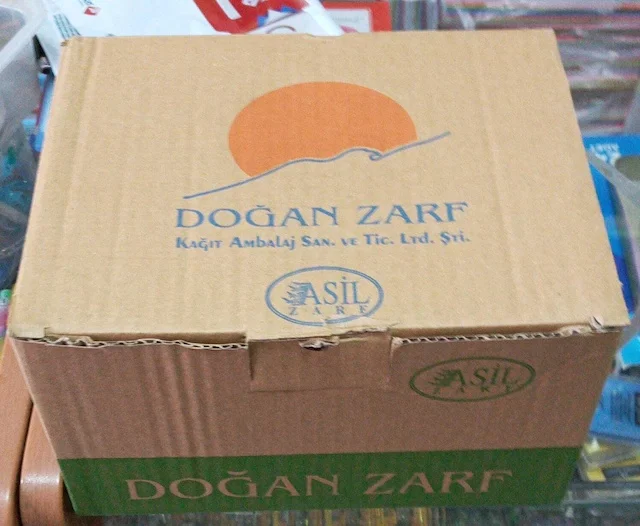 DOĞAN ZARF
KAĞIT AMBALAJ SAN. VE TİC. LTD. ŞTİ.
ASİL
ZARF
ASİL
ZARF
DOĞAN ZARF